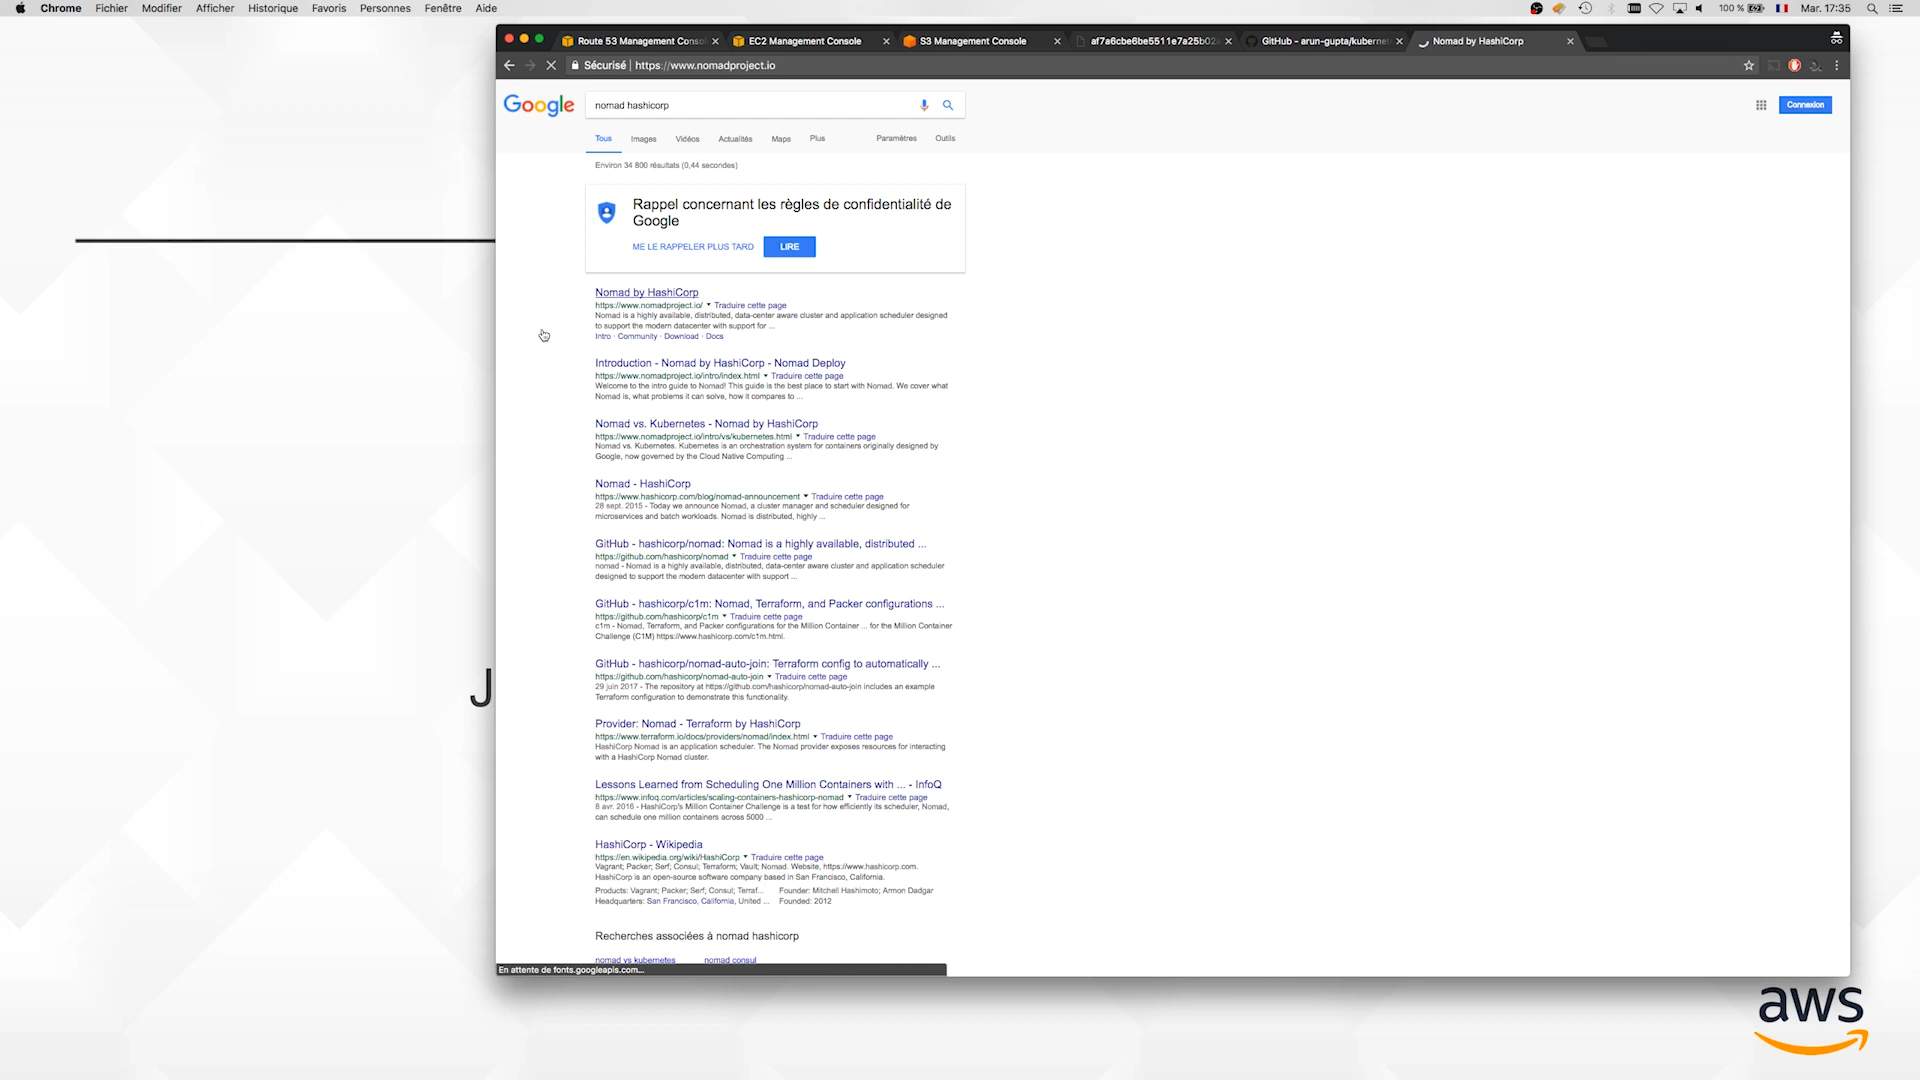 Chrome Fichier Modifier Afficher Historique Favoris Personnes Fenêtre Aide
100 % Mar. 17:35
Route 53 Management Consol
EC2 Management Console
S3 Management Console
af7a6cbe6be5511e7a25b02a
GitHub - arun-gupta/kubernet
Nomad by HashiCorp
Sécurisé https://www.nomadproject.io
Google
nomad hashicorp
Connexion
Tous Images Vidéos Actualités Maps Plus Paramètres Outils
Environ 34 800 résultats (0,44 secondes)
Rappel concernant les règles de confidentialité de
Google
ME LE RAPPELER PLUS TARD LIRE
Nomad by HashiCorp
https://www.nomadproject.io/ Traduire cette page
Nomad is a highly available, distributed, data-center aware cluster and application scheduler designed
to support the modern datacenter with support for ...
Intro · Community · Download · Docs
Introduction - Nomad by HashiCorp - Nomad Deploy
https://www.nomadproject.io/intro/index.html Traduire cette page
Welcome to the intro guide to Nomad! This guide is the best place to start with Nomad. We cover what
Nomad is, what problems it can solve, how it compares to ...
Nomad vs. Kubernetes - Nomad by HashiCorp
https://www.nomadproject.io/intro/vs/kubernetes.html Traduire cette page
Nomad vs. Kubernetes. Kubernetes is an orchestration system for containers originally designed by
Google, now governed by the Cloud Native Computing ...
Nomad - HashiCorp
https://www.hashicorp.com/blog/nomad-announcement Traduire cette page
28 sept. 2015 - Today we announce Nomad, a cluster manager and scheduler designed for
microservices and batch workloads. Nomad is distributed, highly ...
GitHub - hashicorp/nomad: Nomad is a highly available, distributed ...
https://github.com/hashicorp/nomad Traduire cette page
nomad - Nomad is a highly available, distributed, data-center aware cluster and application scheduler
designed to support the modern datacenter with support ...
GitHub - hashicorp/c1m: Nomad, Terraform, and Packer configurations ...
https://github.com/hashicorp/c1m Traduire cette page
c1m - Nomad, Terraform, and Packer configurations for the Million Container ... for the Million Container
Challenge (C1M) https://www.hashicorp.com/c1m.html.
GitHub - hashicorp/nomad-auto-join: Terraform config to automatically ...
https://github.com/hashicorp/nomad-auto-join Traduire cette page
29 juin 2017 - The repository at https://github.com/hashicorp/nomad-auto-join includes an example
Terraform configuration to demonstrate this functionality.
Provider: Nomad - Terraform by HashiCorp
https://www.terraform.io/docs/providers/nomad/index.html Traduire cette page
HashiCorp Nomad is an application scheduler. The Nomad provider exposes resources for interacting
with a HashiCorp Nomad cluster.
Lessons Learned from Scheduling One Million Containers with ... - InfoQ
https://www.infoq.com/articles/scaling-containers-hashicorp-nomad Traduire cette page
8 avr. 2016 - HashiCorp's Million Container Challenge is a test for how efficiently its scheduler, Nomad,
can schedule one million containers across 5000 ...
HashiCorp - Wikipedia
https://en.wikipedia.org/wiki/HashiCorp Traduire cette page
Vagrant; Packer; Serf; Consul; Terraform; Vault; Nomad. Website, https://www.hashicorp.com.
HashiCorp is an open-source software company based in San Francisco, California.
Products: Vagrant; Packer; Serf; Consul; Terraf... Founder: Mitchell Hashimoto; Armon Dadgar
Headquarters: San Francisco, California, United ... Founded: 2012
Recherches associées à nomad hashicorp
nomad vs kubernetes nomad consul
En attente de fonts.googleapis.com...
J
aws